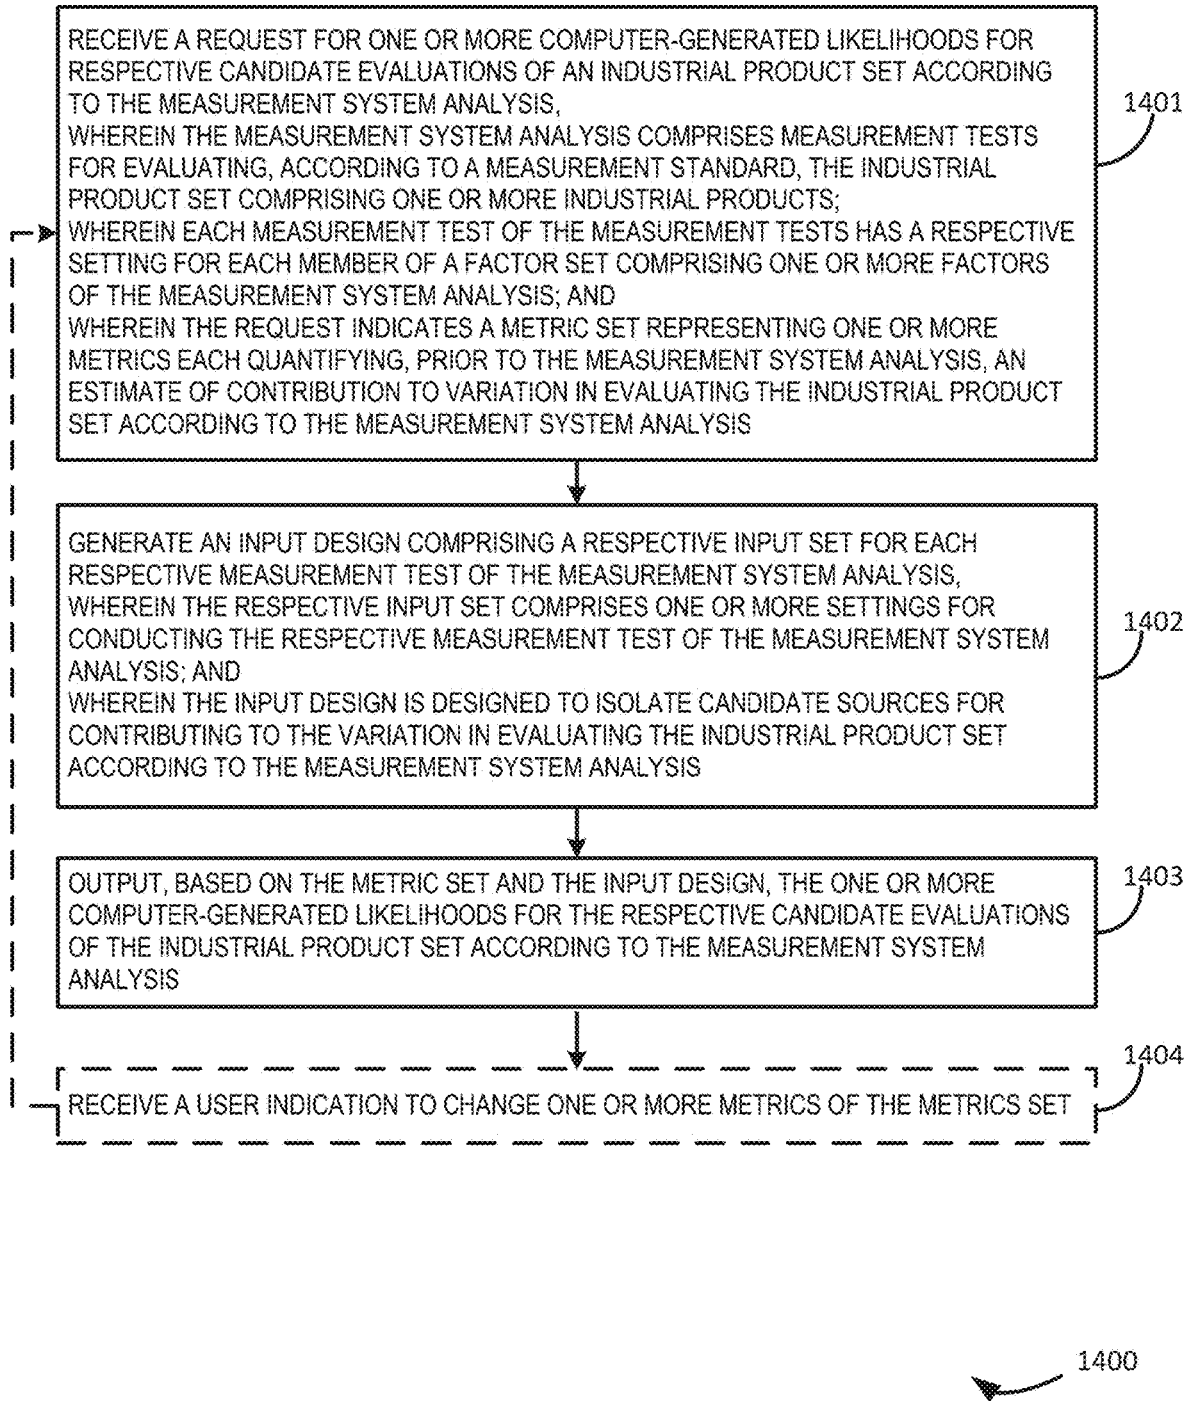 RECEIVE A REQUEST FOR ONE OR MORE COMPUTER-GENERATED LIKELIHOODS FOR
RESPECTIVE CANDIDATE EVALUATIONS OF AN INDUSTRIAL PRODUCT SET ACCORDING
TO THE MEASUREMENT SYSTEM ANALYSIS,
WHEREIN THE MEASUREMENT SYSTEM ANALYSIS COMPRISES MEASUREMENT TESTS
FOR EVALUATING, ACCORDING TO A MEASUREMENT STANDARD, THE INDUSTRIAL
PRODUCT SET COMPRISING ONE OR MORE INDUSTRIAL PRODUCTS;
WHEREIN EACH MEASUREMENT TEST OF THE MEASUREMENT TESTS HAS A RESPECTIVE
SETTING FOR EACH MEMBER OF A FACTOR SET COMPRISING ONE OR MORE FACTORS
OF THE MEASUREMENT SYSTEM ANALYSIS; AND
WHEREIN THE REQUEST INDICATES A METRIC SET REPRESENTING ONE OR MORE
METRICS EACH QUANTIFYING, PRIOR TO THE MEASUREMENT SYSTEM ANALYSIS, AN
ESTIMATE OF CONTRIBUTION TO VARIATION IN EVALUATING THE INDUSTRIAL PRODUCT
SET ACCORDING TO THE MEASUREMENT SYSTEM ANALYSIS
1401
GENERATE AN INPUT DESIGN COMPRISING A RESPECTIVE INPUT SET FOR EACH
RESPECTIVE MEASUREMENT TEST OF THE MEASUREMENT SYSTEM ANALYSIS,
WHEREIN THE RESPECTIVE INPUT SET COMPRISES ONE OR MORE SETTINGS FOR
CONDUCTING THE RESPECTIVE MEASUREMENT TEST OF THE MEASUREMENT SYSTEM
ANALYSIS; AND
WHEREIN THE INPUT DESIGN IS DESIGNED TO ISOLATE CANDIDATE SOURCES FOR
CONTRIBUTING TO THE VARIATION IN EVALUATING THE INDUSTRIAL PRODUCT SET
ACCORDING TO THE MEASUREMENT SYSTEM ANALYSIS
1402
OUTPUT, BASED ON THE METRIC SET AND THE INPUT DESIGN, THE ONE OR MORE
COMPUTER-GENERATED LIKELIHOODS FOR THE RESPECTIVE CANDIDATE EVALUATIONS
OF THE INDUSTRIAL PRODUCT SET ACCORDING TO THE MEASUREMENT SYSTEM
ANALYSIS
1403
RECEIVE A USER INDICATION TO CHANGE ONE OR MORE METRICS OF THE METRICS SET
1404
1400